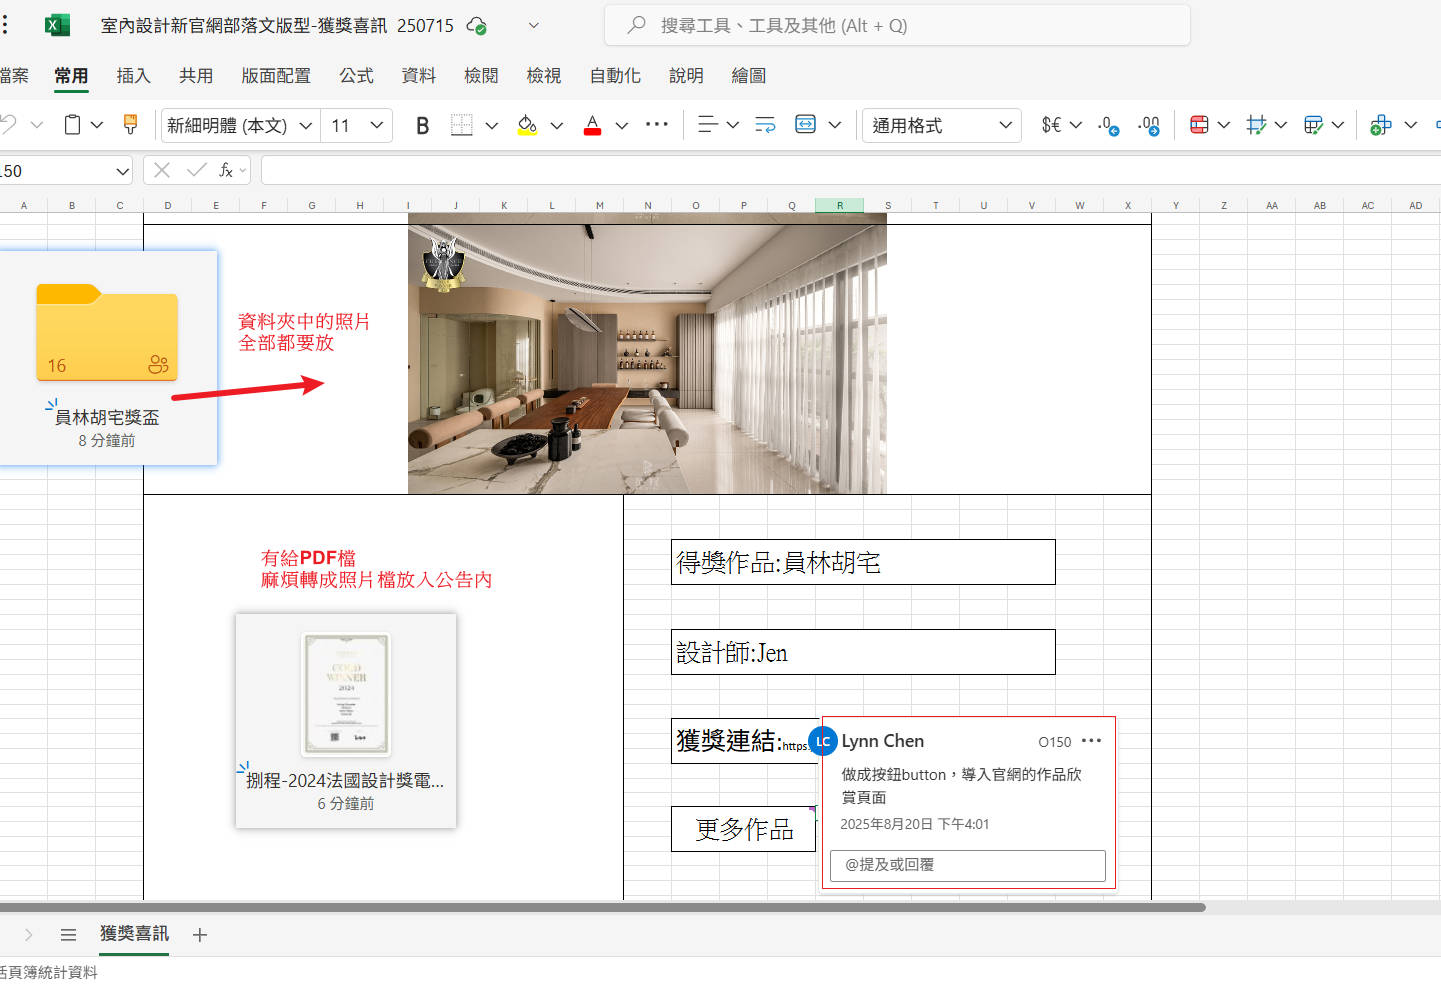 室內設計新官網部落文版型-獲獎喜訊 250715
搜尋工具、工具及其他 (Alt + Q)
檔案 常用 插入 共用 版面配置 公式 資料 檢閱 檢視 自動化 說明 繪圖
新細明體 (本文) 11 B A 通用格式 $€ .0 .00
150 fx
A B C D E F G H I J K L M N O P Q R S T U V W X Y Z AA AB AC AD
資料夾中的照片
全部都要放
16
員林胡宅獎盃
8 分鐘前
有給PDF檔
麻煩轉成照片檔放入公告內
GOLD
WINNER
2024
捌程-2024法國設計獎電...
6 分鐘前
得獎作品:員林胡宅
設計師:Jen
獲獎連結:https:
更多作品
LC Lynn Chen O150
做成按鈕button，導入官網的作品欣
賞頁面
2025年8月20日 下午4:01
@提及或回覆
獲獎喜訊
活頁簿統計資料